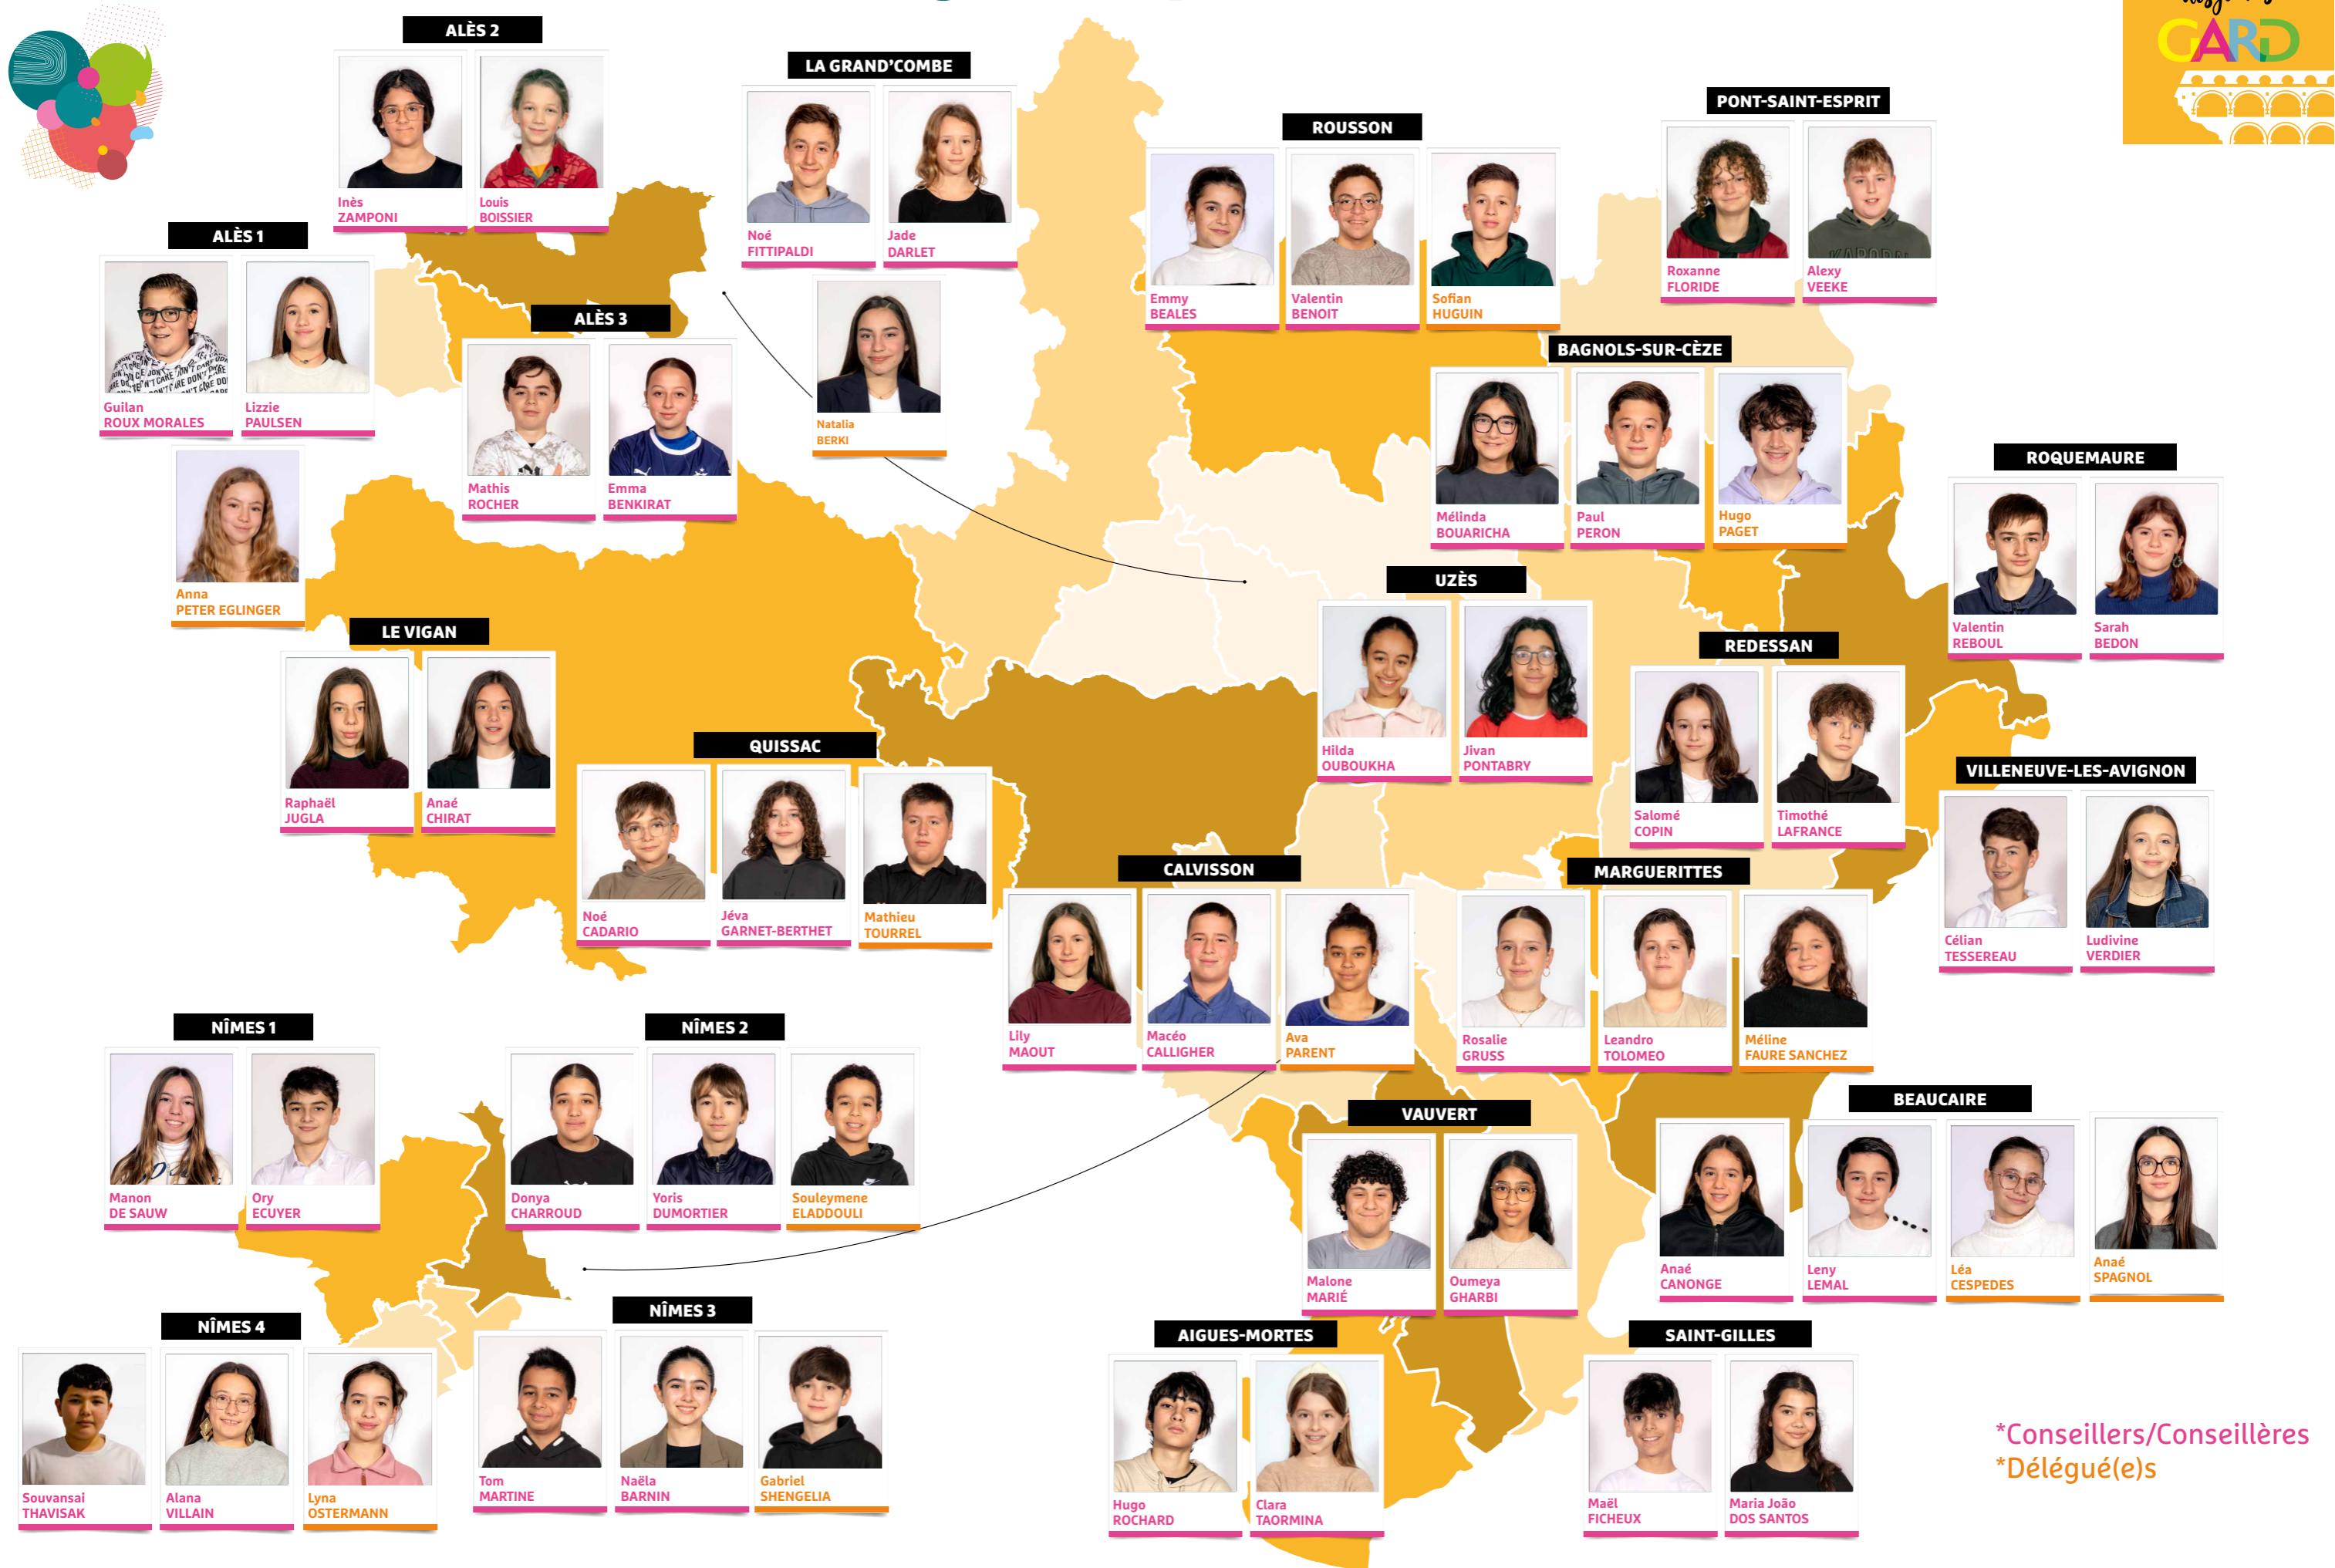 GARD
ALÈS 2
Inès
ZAMPONI
Louis
BOISSIER
LA GRAND'COMBE
Noé
FITTIPALDI
Jade
DARLET
Natalia
BERKI
ROUSSON
Emmy
BEALES
Valentin
BENOIT
Sofian
HUGUIN
PONT-SAINT-ESPRIT
Roxanne
FLORIDE
Alexy
VEEKE
ALÈS 1
Guilan
ROUX MORALES
Lizzie
PAULSEN
Anna
PETER EGLINGER
ALÈS 3
Mathis
ROCHER
Emma
BENKIRAT
BAGNOLS-SUR-CÈZE
Mélinda
BOUARICHA
Paul
PERON
Hugo
PAGET
ROQUEMAURE
Valentin
REBOUL
Sarah
BEDON
LE VIGAN
Raphaël
JUGLA
Anaé
CHIRAT
UZÈS
Hilda
OUBOUKHA
Jivan
PONTABRY
REDESSAN
Salomé
COPIN
Timothé
LAFRANCE
QUISSAC
Noé
CADARIO
Jéva
GARNET-BERTHET
Mathieu
TOURREL
VILLENEUVE-LES-AVIGNON
Célian
TESSEREAU
Ludivine
VERDIER
CALVISSON
Lily
MAOUT
Macéo
CALLIGHER
Ava
PARENT
MARGUERITTES
Rosalie
GRUSS
Leandro
TOLOMEO
Méline
FAURE SANCHEZ
NÎMES 1
Manon
DE SAUW
Ory
ECUYER
NÎMES 2
Donya
CHARROUD
Yoris
DUMORTIER
Souleymene
ELADDOULI
VAUVERT
Malone
MARIÉ
Oumeya
GHARBI
BEAUCAIRE
Anaé
CANONGE
Leny
LEMAL
Léa
CESPEDES
Anaé
SPAGNOL
NÎMES 4
Souvansai
THAVISAK
Alana
VILLAIN
Lyna
OSTERMANN
NÎMES 3
Tom
MARTINE
Naëla
BARNIN
Gabriel
SHENGELIA
AIGUES-MORTES
Hugo
ROCHARD
Clara
TAORMINA
SAINT-GILLES
Maël
FICHEUX
Maria João
DOS SANTOS
*Conseillers/Conseillères
*Délégué(e)s